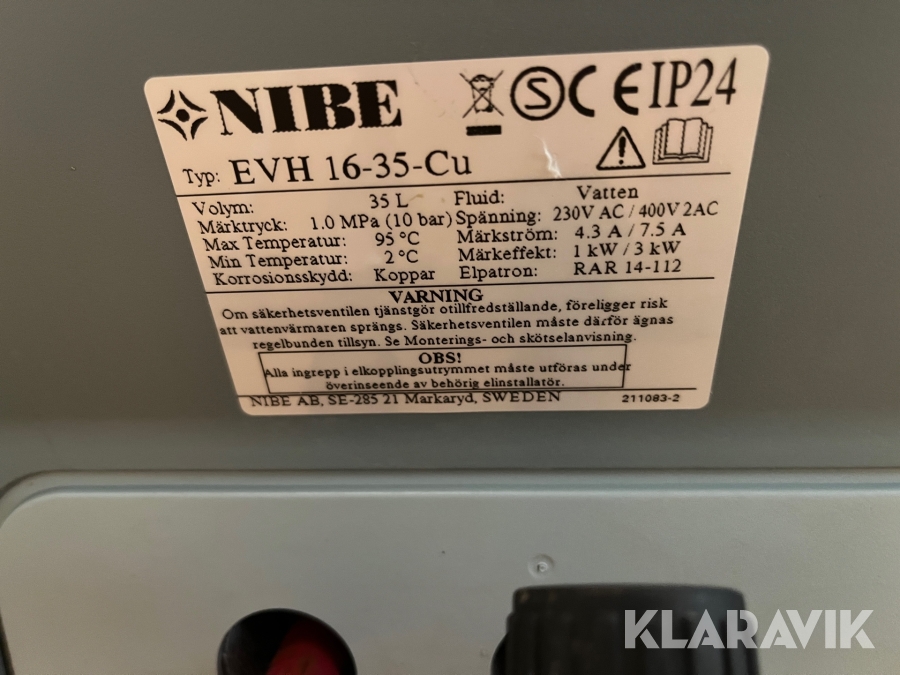 NIBE
S CE IP24
Typ: EVH 16-35-Cu
Volym: 35 L Fluid: Vatten
Märktryck: 1.0 MPa (10 bar) Spänning: 230V AC / 400V 2AC
Max Temperatur: 95 °C Märkström: 4.3 A / 7.5 A
Min Temperatur: 2 °C Märkeffekt: 1 kW / 3 kW
Korrosionsskydd: Koppar Elpatron: RAR 14-112
VARNING
Om säkerhetsventilen tjänstgör otillfredställande, föreligger risk
att vattenvärmaren sprängs. Säkerhetsventilen måste därför ägnas
regelbunden tillsyn. Se Monterings- och skötselanvisning.
OBS!
Alla ingrepp i elkopplingsutrymmet måste utföras under
överinseende av behörig elinstallatör.
NIBE AB, SE-285 21 Markaryd, SWEDEN 211083-2
KLARAVIK